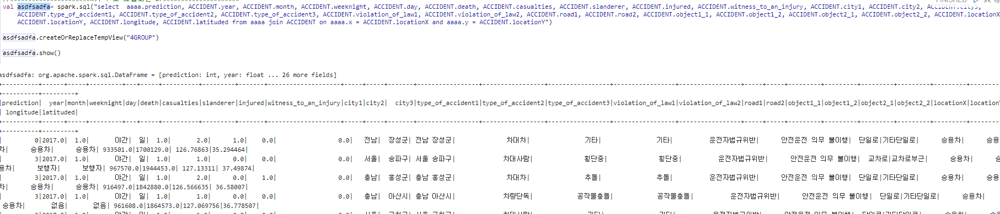 FINISHED
val asdfsadfa= spark.sql("select  aaaa.prediction, ACCIDENT.year, ACCIDENT.month, ACCIDENT.weeknight, ACCIDENT.day, ACCIDENT.death, ACCIDENT.casualties, ACCIDENT.slanderer, ACCIDENT.injured, ACCIDENT.witness_to_an_injury, ACCIDENT.city1, ACCIDENT.city2, ACCIDENT.city3,
ACCIDENT.type_of_accident1, ACCIDENT.type_of_accident2, ACCIDENT.type_of_accident3, ACCIDENT.violation_of_law1, ACCIDENT.violation_of_law2, ACCIDENT.road1, ACCIDENT.road2, ACCIDENT.object1_1, ACCIDENT.object1_2, ACCIDENT.object2_1, ACCIDENT.object2_2, ACCIDENT.locationX
ACCIDENT.locationY, ACCIDENT.longitude, ACCIDENT.latituded from aaaa join ACCIDENT on aaaa.x = ACCIDENT.locationX and aaaa.y = ACCIDENT.locationY")
asdfsadfa.createOrReplaceTempView("4GROUP")
asdfsadfa.show()
asdfsadfa: org.apache.spark.sql.DataFrame = [prediction: int, year: float ... 26 more fields]
|prediction|  year|month|weeknight|day|death|casualties|slanderer|injured|witness_to_an_injury|city1|city2|  city3|type_of_accident1|type_of_accident2|type_of_accident3|violation_of_law1|violation_of_law2|road1|road2|object1_1|object1_2|object2_1|object2_2|locationX|location
| longitude|latituded|
|         0|2017.0|  1.0|       야간|  일|  1.0|       2.0|      1.0|    0.0|                 0.0|   전남|  장성군| 전남 장성군|              차대차|               기타|               기타|          운전자법규위반|      안전운전 의무 불이행|  단일로|기타단일로|      승용차|      승용
차|      승용차|      승용차| 933501.0|1700129.0| 126.76863|35.294464|
|         3|2017.0|  1.0|       야간|  일|  1.0|       1.0|      0.0|    0.0|                 0.0|   서울|  송파구| 서울 송파구|             차대사람|              횡단중|              횡단중|          운전자법규위반|      안전운전 의무 불이행|  교차로|교차로부근|      승용차|      승
용차|      보행자|      보행자| 967570.0|1944453.0| 127.13311| 37.49874|
|         3|2017.0|  1.0|       야간|  일|  1.0|       2.0|      0.0|    1.0|                 0.0|   충남|  홍성군| 충남 홍성군|              차대차|               추돌|               추돌|          운전자법규위반|      안전운전 의무 불이행|  단일로|기타단일로|      승용차|      승용
차|      승용차|      승용차| 916497.0|1842880.0|126.566635| 36.58007|
|         3|2017.0|  1.0|       야간|  일|  1.0|       1.0|      0.0|    0.0|                 0.0|   충남|  아산시| 충남 아산시|             차량단독|            공작물충돌|            공작물충돌|          운전자법규위반|      안전운전 의무 불이행|  단일로|기타단일로|      승용차|
승용차|       없음|       없음| 961608.0|1864573.0|127.069756|36.778507|